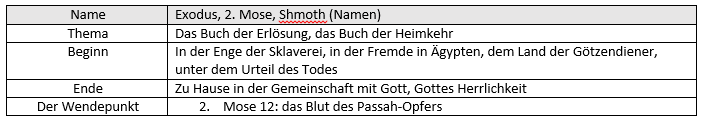 Name Exodus, 2. Mose, Shmoth (Namen)
Thema Das Buch der Erlösung, das Buch der Heimkehr
Beginn In der Enge der Sklaverei, in der Fremde in Ägypten, dem Land der Götzendiener,
unter dem Urteil des Todes
Ende Zu Hause in der Gemeinschaft mit Gott, Gottes Herrlichkeit
Der Wendepunkt 2. Mose 12: das Blut des Passah-Opfers